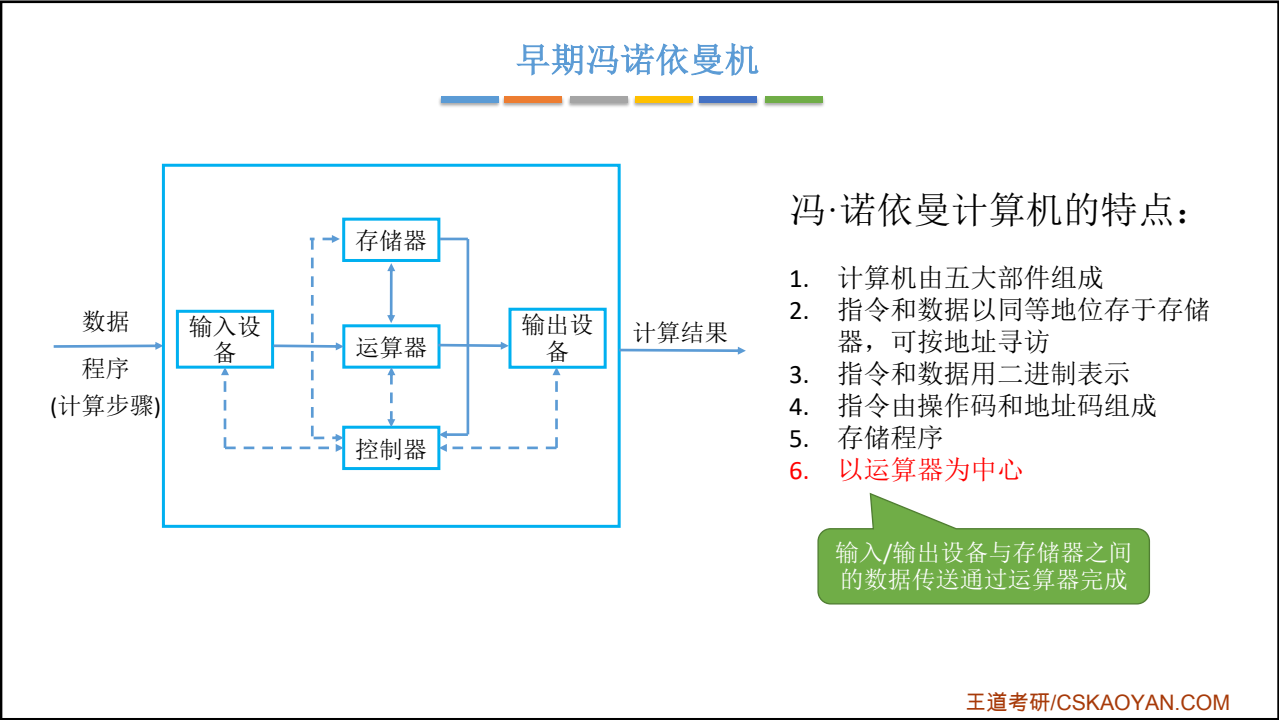 早期冯诺依曼机
数据
程序
(计算步骤)
输入设
备
存储器
运算器
控制器
输出设
备
计算结果
冯·诺依曼计算机的特点：
1. 计算机由五大部件组成
2. 指令和数据以同等地位存于存储
器，可按地址寻访
3. 指令和数据用二进制表示
4. 指令由操作码和地址码组成
5. 存储程序
6. 以运算器为中心
输入/输出设备与存储器之间
的数据传送通过运算器完成
王道考研/CSKAOYAN.COM